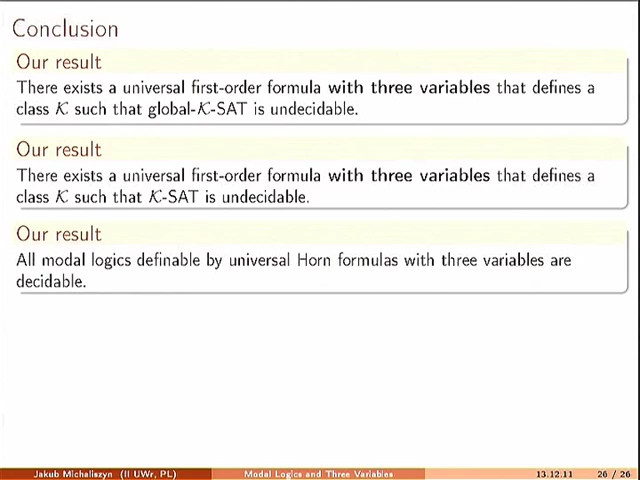 Conclusion
Our result
There exists a universal first-order formula with three variables that defines a
class K such that global-K-SAT is undecidable.
Our result
There exists a universal first-order formula with three variables that defines a
class K such that K-SAT is undecidable.
Our result
All modal logics definable by universal Horn formulas with three variables are
decidable.
Jakub Michaliszyn (II UWr, PL) Modal Logics and Three Variables 13.12.11 26 / 26